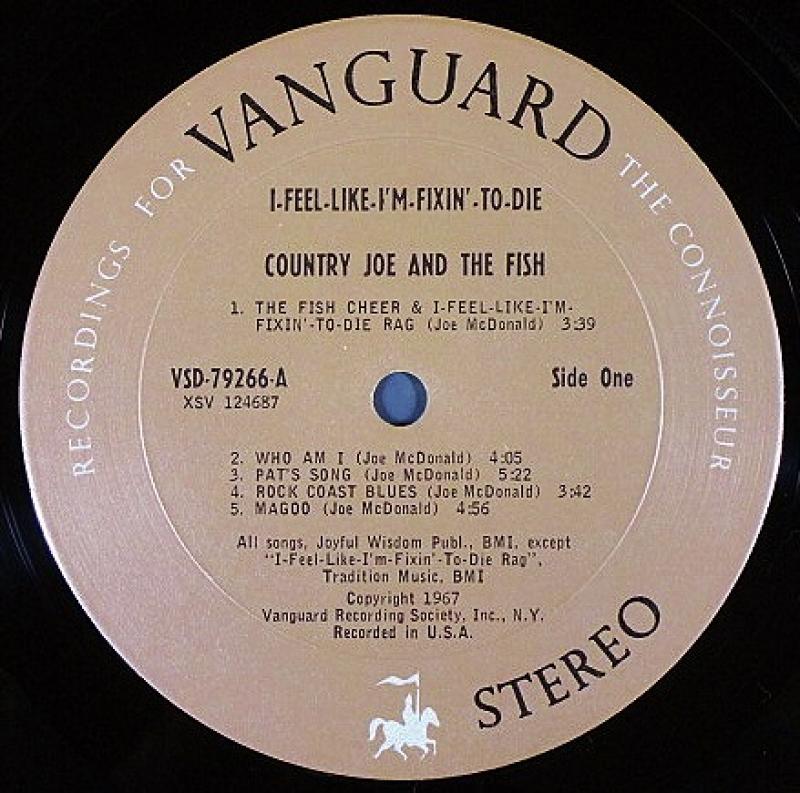 VANGUARD
RECORDINGS FOR THE CONNOISSEUR
I-FEEL-LIKE-I'M-FIXIN'-TO-DIE
COUNTRY JOE AND THE FISH
1. THE FISH CHEER & I-FEEL-LIKE-I'M-
FIXIN'-TO-DIE RAG (Joe McDonald) 3:39
VSD-79266-A Side One
XSV 124687
2. WHO AM I (Joe McDonald) 4:05
3. PAT'S SONG (Joe McDonald) 5:22
4. ROCK COAST BLUES (Joe McDonald) 3:42
5. MAGOO (Joe McDonald) 4:56
All songs, Joyful Wisdom Publ., BMI, except
"I-Feel-Like-I'm-Fixin'-To-Die Rag",
Tradition Music, BMI
Copyright 1967
Vanguard Recording Society, Inc., N.Y.
Recorded in U.S.A.
STEREO